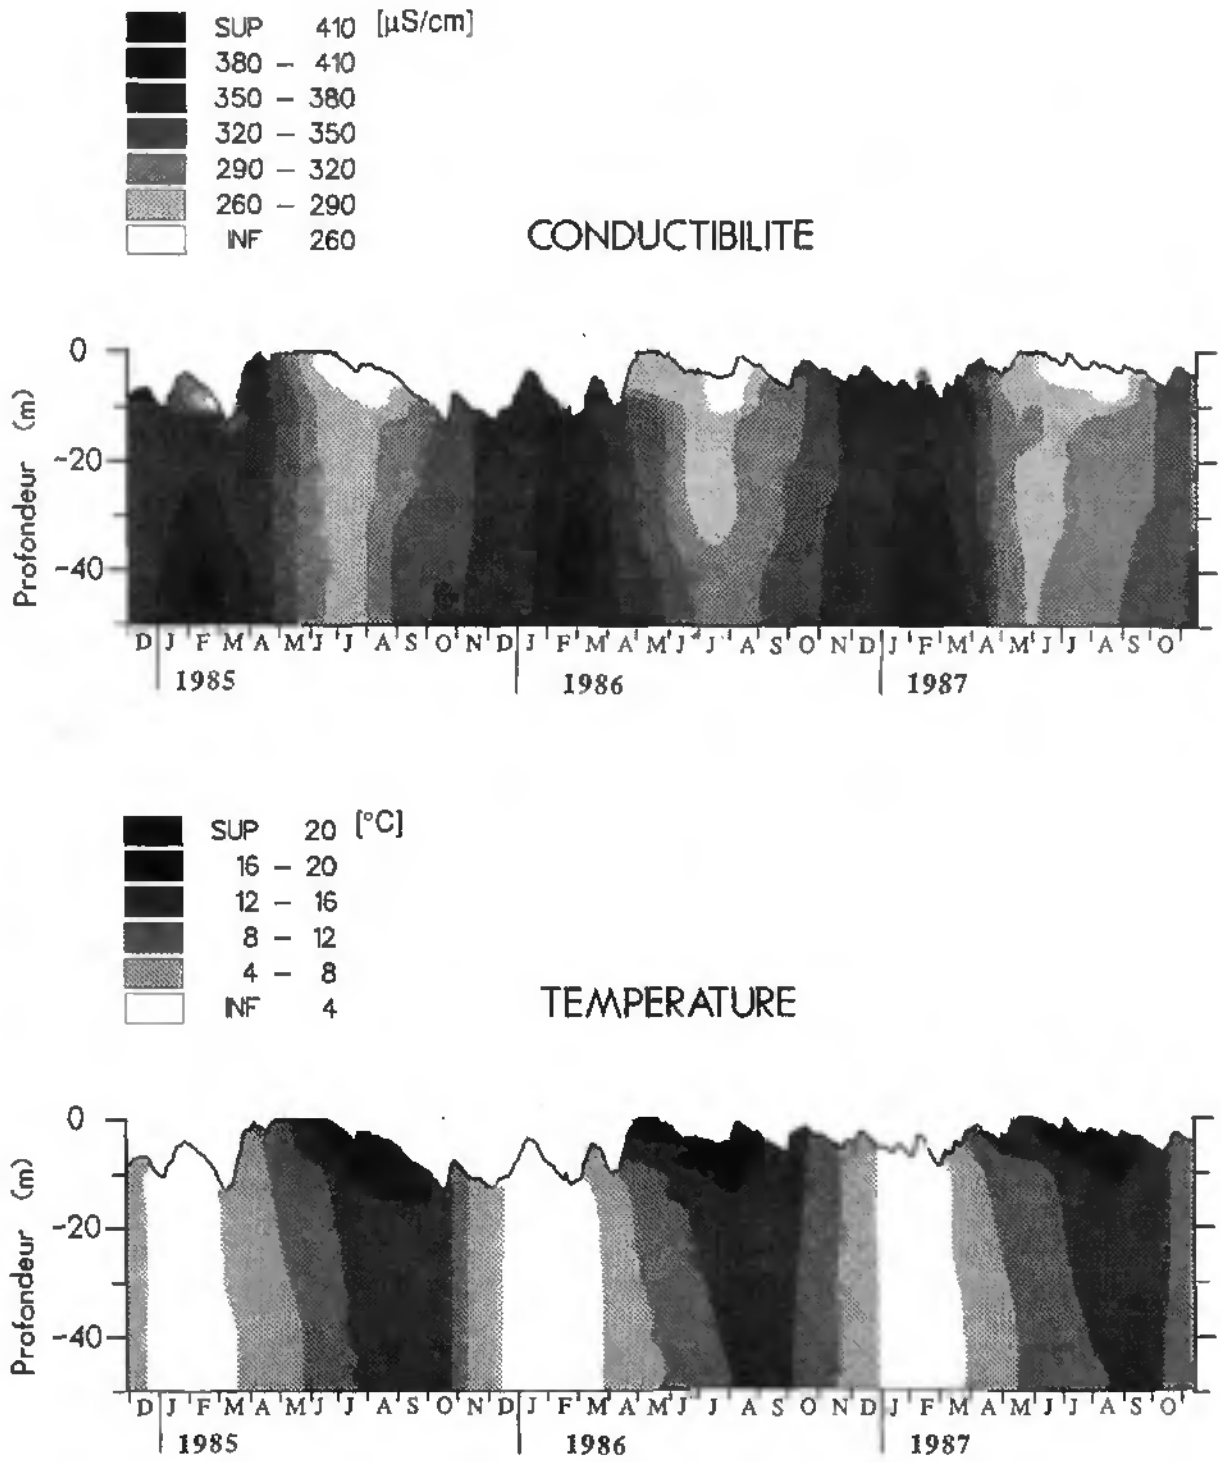 SUP 410 [µS/cm]
380 – 410
350 – 380
320 – 350
290 – 320
260 – 290
INF 260
CONDUCTIBILITE
0
-20
-40
Profondeur (m)
D J F M A M J J A S O N D J F M A M J J A S O N D J F M A M J J A S O
1985 1986 1987
SUP 20 [°C]
16 – 20
12 – 16
8 – 12
4 – 8
INF 4
TEMPERATURE
0
-20
-40
Profondeur (m)
D J F M A M J J A S O N D J F M A M J J A S O N D J F M A M J J A S O
1985 1986 1987